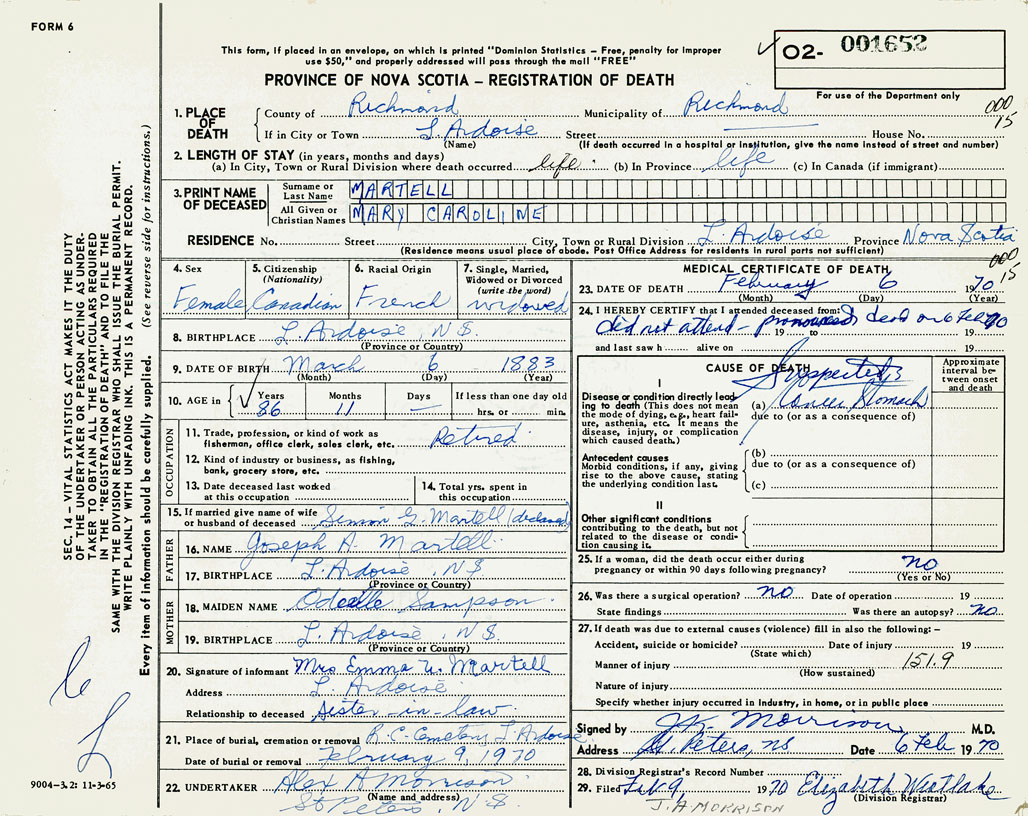 FORM 6
This form, if placed in an envelope, on which is printed "Dominion Statistics – Free, penalty for improper
use $50," and properly addressed will pass through the mail "FREE"
PROVINCE OF NOVA SCOTIA – REGISTRATION OF DEATH
O2- 001652
For use of the Department only
000
15
1. PLACE OF DEATH
County of Richmond Municipality of Richmond
If in City or Town L'Ardoise Street — House No.
(Name) (If death occurred in a hospital or institution, give the name instead of street and number)
2. LENGTH OF STAY (in years, months and days)
(a) In City, Town or Rural Division where death occurred life (b) In Province life (c) In Canada (if immigrant)
3. PRINT NAME OF DECEASED
Surname or Last Name MARTELL
All Given or Christian Names MARY CAROLINE
RESIDENCE No. Street City, Town or Rural Division L'Ardoise Province Nova Scotia
(Residence means usual place of abode. Post Office Address for residents in rural parts not sufficient)
4. Sex Female
5. Citizenship (Nationality) Canadian
6. Racial Origin French
7. Single, Married, Widowed or Divorced (write the word) widowed
8. BIRTHPLACE L'Ardoise, N.S.
(Province or Country)
9. DATE OF BIRTH March 6 1883
(Month) (Day) (Year)
10. AGE in Years 86 Months 11 Days — If less than one day old hrs. or min.
OCCUPATION
11. Trade, profession, or kind of work as
fisherman, office clerk, sales clerk, etc. Retired
12. Kind of industry or business, as fishing,
bank, grocery store, etc.
13. Date deceased last worked
at this occupation
14. Total yrs. spent in
this occupation
15. If married give name of wife
or husband of deceased Simon G. Martell (deceased)
FATHER
16. NAME Joseph A. Martell
17. BIRTHPLACE L'Ardoise, N.S.
(Province or Country)
MOTHER
18. MAIDEN NAME Odelle Sampson
19. BIRTHPLACE L'Ardoise, N.S.
(Province or Country)
20. Signature of informant Mrs Emma U. Martell
Address L'Ardoise
Relationship to deceased Sister-in-law
21. Place of burial, cremation or removal R.C. Cemetery L'Ardoise
Date of burial or removal February 9, 1970
22. UNDERTAKER Alex A Morrison
(Name and address)
St Peters, N.S.
000
15
MEDICAL CERTIFICATE OF DEATH
23. DATE OF DEATH February 6 1970
(Month) (Day) (Year)
24. I HEREBY CERTIFY that I attended deceased from:
did not attend – pronounced dead on 6 Feb 70
19 to 19
and last saw h alive on 19
CAUSE OF DEATH
Approximate interval between onset and death
I
Suspected
Disease or condition directly leading to death (This does not mean the mode of dying, e.g., heart failure, asthenia, etc. It means the disease, injury, or complication which caused death.)
(a) Cancer Stomach
due to (or as a consequence of)
Antecedent causes
Morbid conditions, if any, giving rise to the above cause, stating the underlying condition last.
(b)
due to (or as a consequence of)
(c)
II
Other significant conditions
contributing to the death, but not related to the disease or condition causing it.
25. If a woman, did the death occur either during
pregnancy or within 90 days following pregnancy? no
(Yes or No)
26. Was there a surgical operation? no Date of operation 19
State findings Was there an autopsy? no
27. If death was due to external causes (violence) fill in also the following: –
Accident, suicide or homicide? Date of injury 19
(State which)
Manner of injury 151.9
(How sustained)
Nature of injury
Specify whether injury occurred in industry, in home, or in public place
Signed by J.K. Morrison M.D.
Address St. Peters, NS Date 6 Feb 1970
28. Division Registrar's Record Number
29. Filed Feb 9, 1970 Elizabeth Westlake
(Division Registrar)
J.A MORRISON
SEC. 14 – VITAL STATISTICS ACT MAKES IT THE DUTY
OF THE UNDERTAKER OR PERSON ACTING AS UNDER-
TAKER TO OBTAIN ALL THE PARTICULARS REQUIRED
IN THE "REGISTRATION OF DEATH" AND TO FILE THE
SAME WITH THE DIVISION REGISTRAR WHO SHALL ISSUE THE BURIAL PERMIT.
WRITE PLAINLY WITH UNFADING INK. THIS IS A PERMANENT RECORD.
Every item of information should be carefully supplied. (See reverse side for instructions.)
9004-3.2: 11-3-65